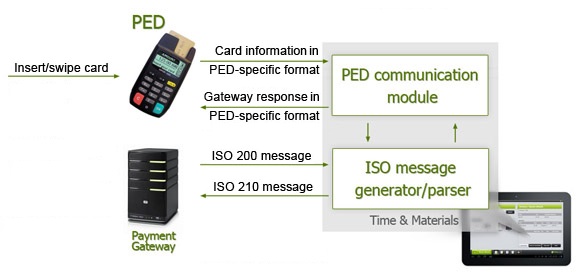 PED
Insert/swipe card
Card information in
PED-specific format
Gateway response in
PED-specific format
PED communication
module
ISO 200 message
ISO 210 message
ISO message
generator/parser
Time & Materials
Payment
Gateway